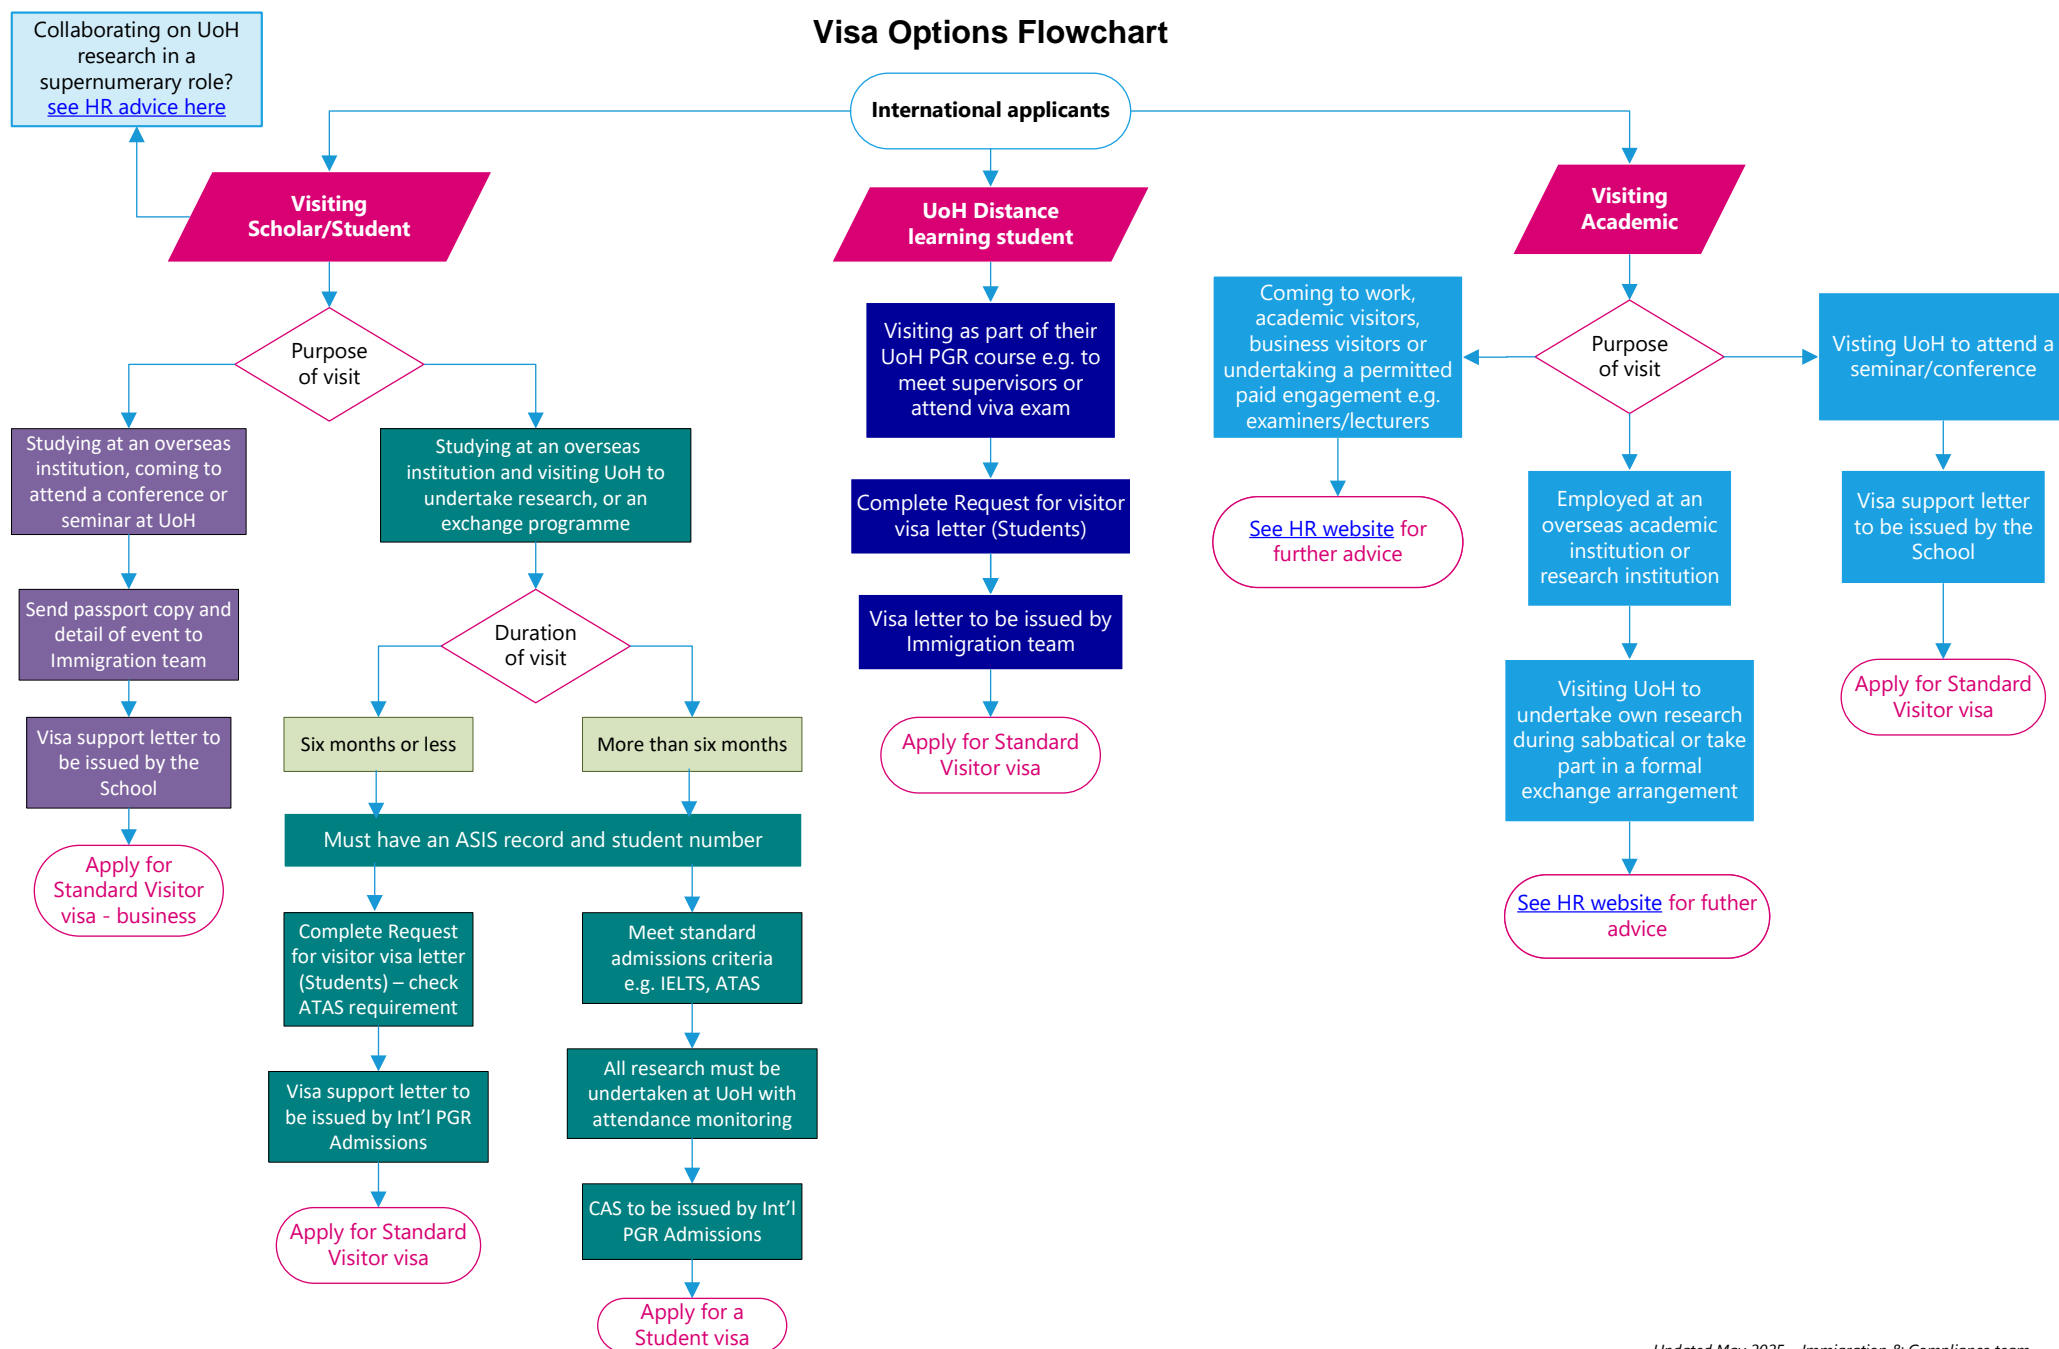 Visa Options Flowchart
Collaborating on UoH
research in a
supernumerary role?
see HR advice here
International applicants
Visiting
Scholar/Student
UoH Distance
learning student
Visiting
Academic
Purpose
of visit
Studying at an overseas
institution, coming to
attend a conference or
seminar at UoH
Send passport copy and
detail of event to
Immigration team
Visa support letter to
be issued by the
School
Apply for
Standard Visitor
visa - business
Studying at an overseas
institution and visiting UoH to
undertake research, or an
exchange programme
Duration
of visit
Six months or less
More than six months
Must have an ASIS record and student number
Complete Request
for visitor visa letter
(Students) – check
ATAS requirement
Visa support letter to
be issued by Int’l PGR
Admissions
Apply for Standard
Visitor visa
Meet standard
admissions criteria
e.g. IELTS, ATAS
All research must be
undertaken at UoH with
attendance monitoring
CAS to be issued by Int’l
PGR Admissions
Apply for a
Student visa
Visiting as part of their
UoH PGR course e.g. to
meet supervisors or
attend viva exam
Complete Request for visitor
visa letter (Students)
Visa letter to be issued by
Immigration team
Apply for Standard
Visitor visa
Purpose
of visit
Coming to work,
academic visitors,
business visitors or
undertaking a permitted
paid engagement e.g.
examiners/lecturers
See HR website for
further advice
Employed at an
overseas academic
institution or
research institution
Visiting UoH to
undertake own research
during sabbatical or take
part in a formal
exchange arrangement
See HR website for futher
advice
Visting UoH to attend a
seminar/conference
Visa support letter
to be issued by the
School
Apply for Standard
Visitor visa
Updated May 2025 – Immigration & Compliance team